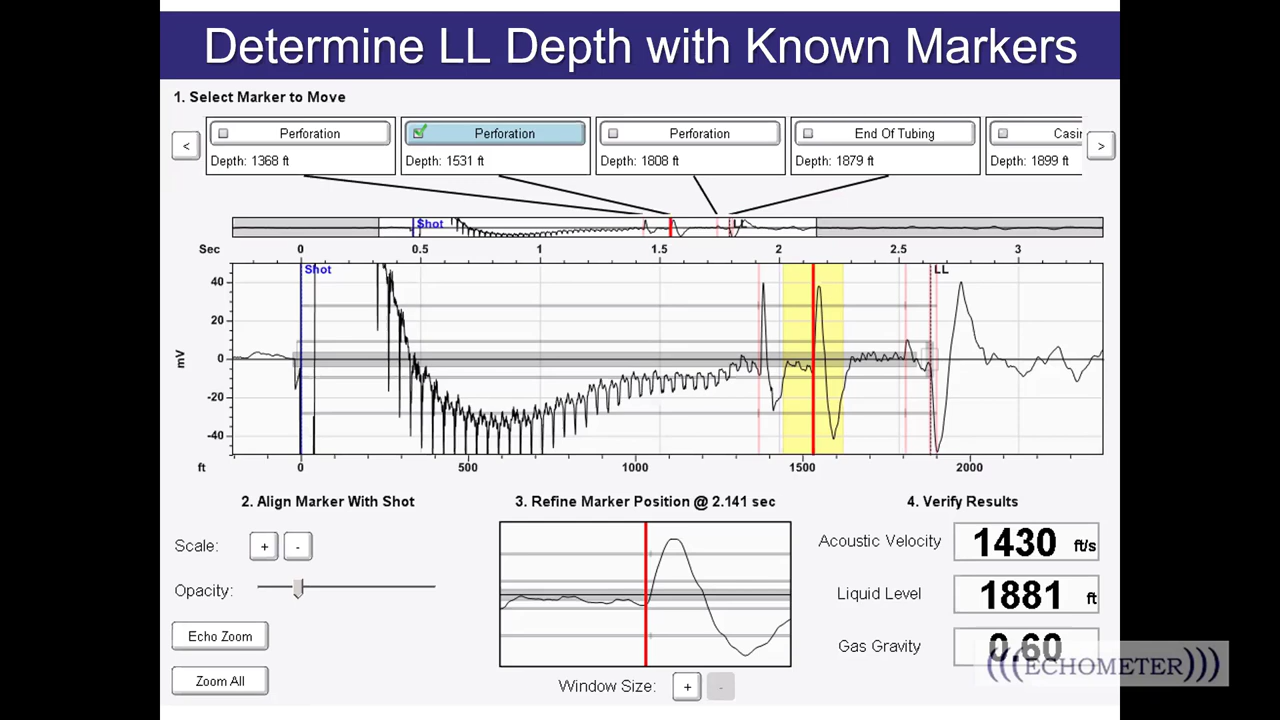 Determine LL Depth with Known Markers
1. Select Marker to Move
< Perforation Perforation Perforation End Of Tubing Casin >
Depth: 1368 ft Depth: 1531 ft Depth: 1808 ft Depth: 1879 ft Depth: 1899 ft
Shot LL
Sec 0 0.5 1 1.5 2 2.5 3
Shot LL
40
20
mV 0
-20
-40
ft 0 500 1000 1500 2000
2. Align Marker With Shot 3. Refine Marker Position @ 2.141 sec 4. Verify Results
Scale: + -
Opacity:
Echo Zoom
Zoom All
Window Size: + -
Acoustic Velocity 1430 ft/s
Liquid Level 1881 ft
Gas Gravity 0.60
(((ECHOMETER)))